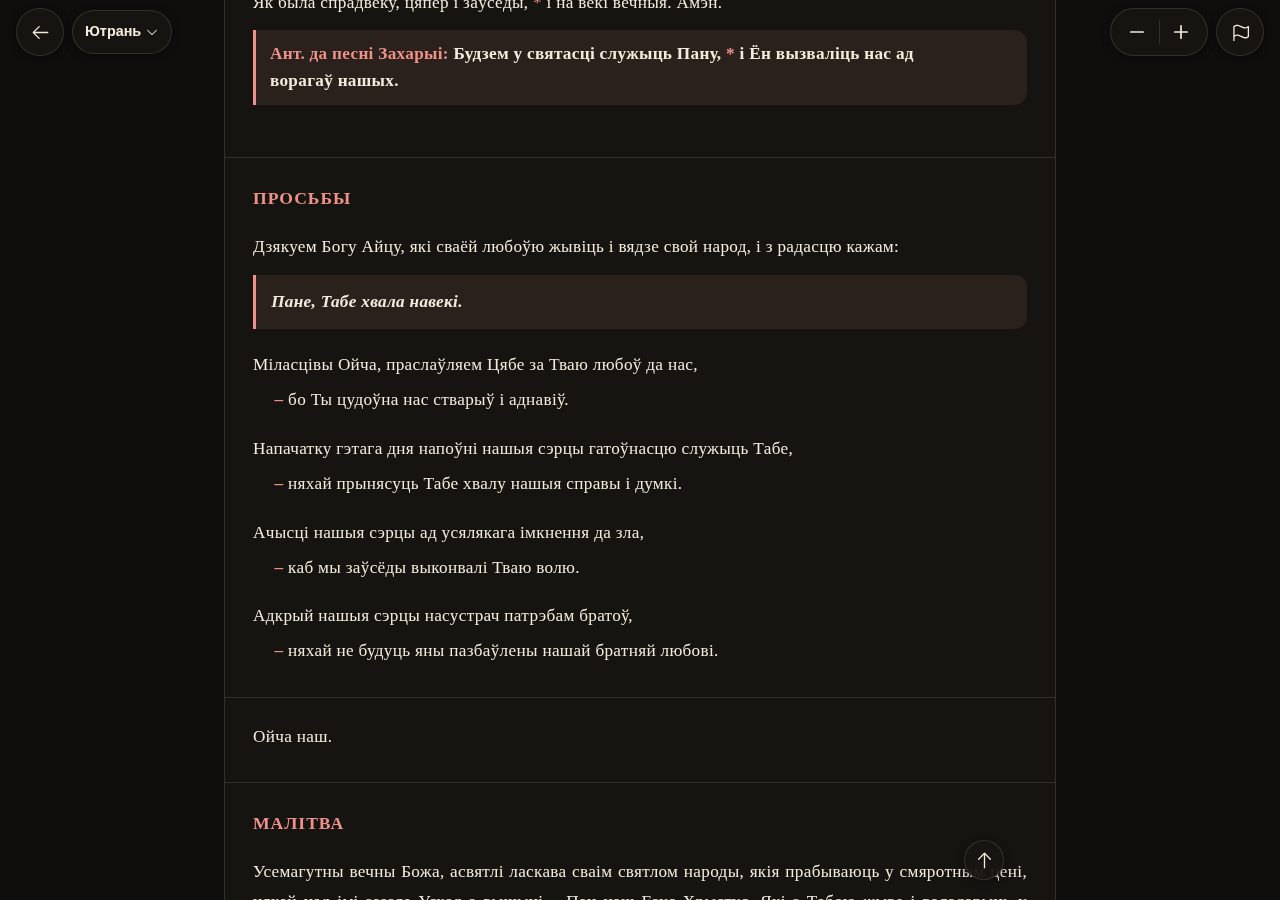 Як была спрадвеку, цяпер і заўсёды, * і на векі вечныя. Амэн.
Ютрань
Ант. да песні Захарыі: Будзем у святасці служыць Пану, * і Ён вызваліць нас ад
ворагаў нашых.
ПРОСЬБЫ
Дзякуем Богу Айцу, які сваёй любоўю жывіць і вядзе свой народ, і з радасцю кажам:
Пане, Табе хвала навекі.
Міласцівы Ойча, праслаўляем Цябе за Тваю любоў да нас,
– бо Ты цудоўна нас стварыў і аднавіў.
Напачатку гэтага дня напоўні нашыя сэрцы гатоўнасцю служыць Табе,
– няхай прынясуць Табе хвалу нашыя справы і думкі.
Ачысці нашыя сэрцы ад усялякага імкнення да зла,
– каб мы заўсёды выконвалі Тваю волю.
Адкрый нашыя сэрцы насустрач патрэбам братоў,
– няхай не будуць яны пазбаўлены нашай братняй любові.
Ойча наш.
МАЛІТВА
Усемагутны вечны Божа, асвятлі ласкава сваім святлом народы, якія прабываюць у смяротным цені,